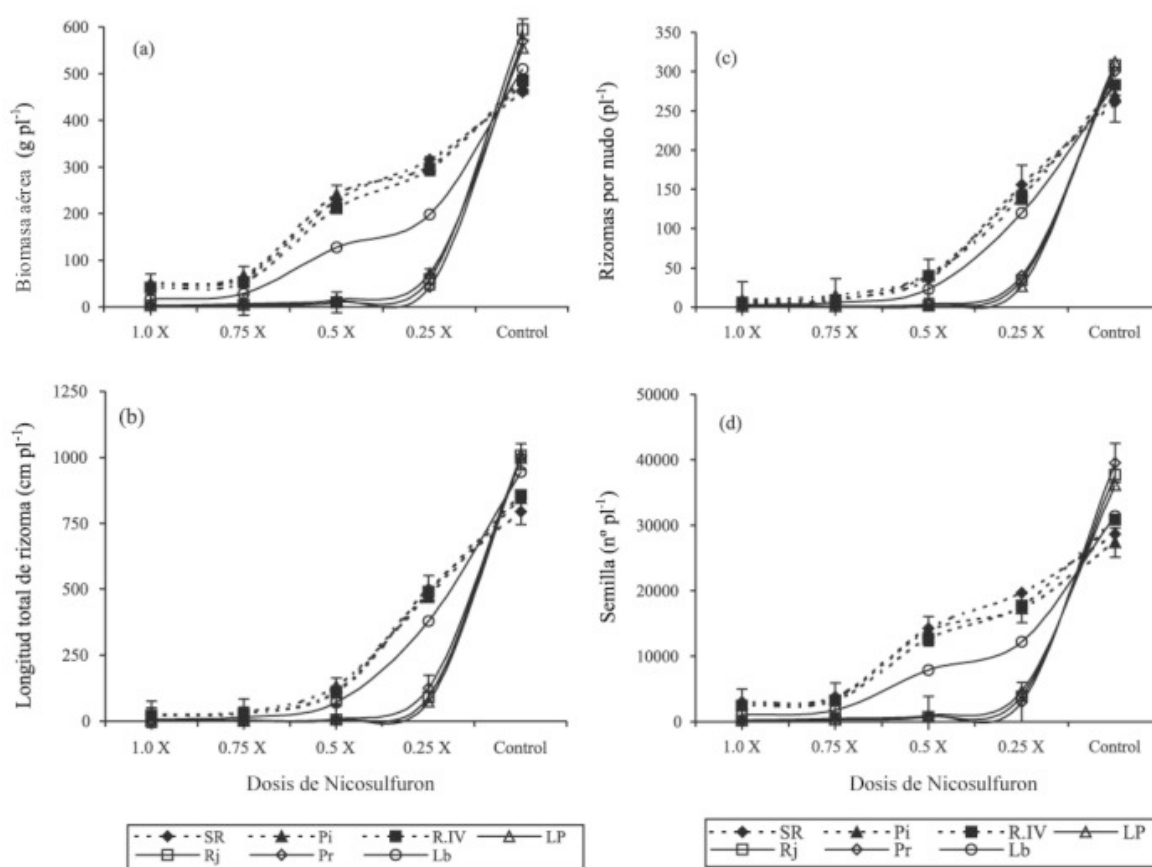 (a)
Biomasa aérea (g pl⁻¹)
600
500
400
300
200
100
0
1.0 X 0.75 X 0.5 X 0.25 X Control
(c)
Rizomas por nudo (pl⁻¹)
350
300
250
200
150
100
50
0
1.0 X 0.75 X 0.5 X 0.25 X Control
(b)
Longitud total de rizoma (cm pl⁻¹)
1250
1000
750
500
250
0
1.0 X 0.75 X 0.5 X 0.25 X Control
Dosis de Nicosulfuron
SR Pi R.IV LP
Rj Pr Lb
(d)
Semilla (nº pl⁻¹)
50000
40000
30000
20000
10000
0
1.0 X 0.75 X 0.5 X 0.25 X Control
Dosis de Nicosulfuron
SR Pi R.IV LP
Rj Pr Lb